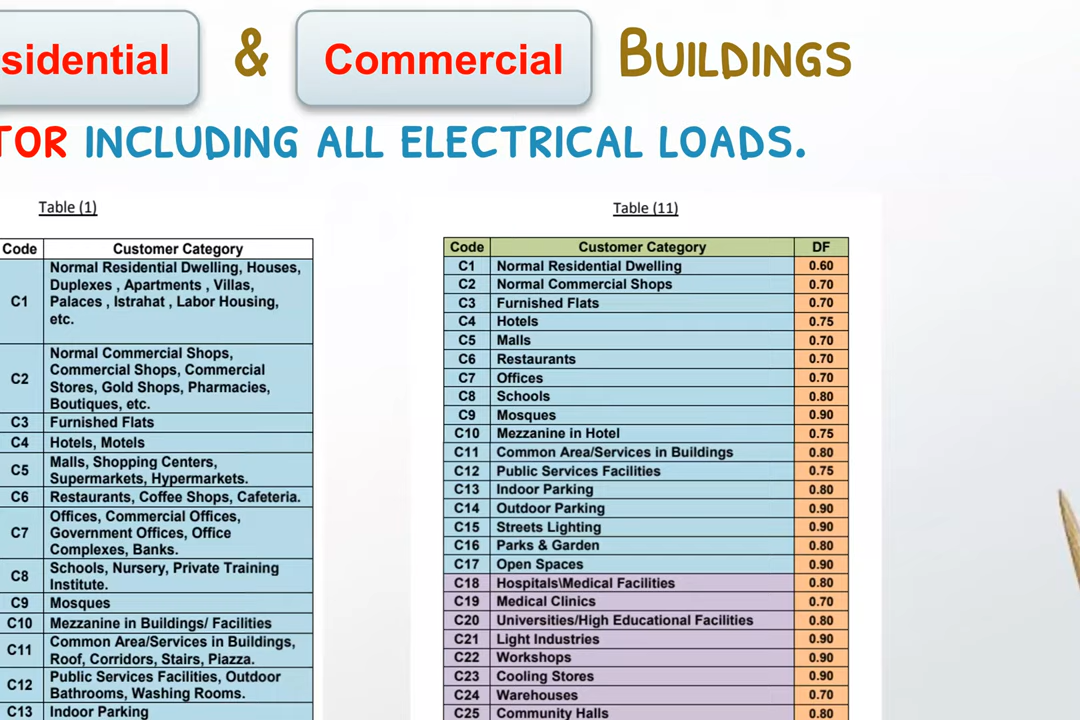 sidential & Commercial BUILDINGS
TOR INCLUDING ALL ELECTRICAL LOADS.
Table (1)
Code Customer Category
C1 Normal Residential Dwelling, Houses,
Duplexes , Apartments , Villas,
Palaces , Istrahat , Labor Housing,
etc.
C2 Normal Commercial Shops,
Commercial Shops, Commercial
Stores, Gold Shops, Pharmacies,
Boutiques, etc.
C3 Furnished Flats
C4 Hotels, Motels
C5 Malls, Shopping Centers,
Supermarkets, Hypermarkets.
C6 Restaurants, Coffee Shops, Cafeteria.
C7 Offices, Commercial Offices,
Government Offices, Office
Complexes, Banks.
C8 Schools, Nursery, Private Training
Institute.
C9 Mosques
C10 Mezzanine in Buildings/ Facilities
C11 Common Area/Services in Buildings,
Roof, Corridors, Stairs, Piazza.
C12 Public Services Facilities, Outdoor
Bathrooms, Washing Rooms.
C13 Indoor Parking
Table (11)
Code Customer Category DF
C1 Normal Residential Dwelling 0.60
C2 Normal Commercial Shops 0.70
C3 Furnished Flats 0.70
C4 Hotels 0.75
C5 Malls 0.70
C6 Restaurants 0.70
C7 Offices 0.70
C8 Schools 0.80
C9 Mosques 0.90
C10 Mezzanine in Hotel 0.75
C11 Common Area/Services in Buildings 0.80
C12 Public Services Facilities 0.75
C13 Indoor Parking 0.80
C14 Outdoor Parking 0.90
C15 Streets Lighting 0.90
C16 Parks & Garden 0.80
C17 Open Spaces 0.90
C18 Hospitals\Medical Facilities 0.80
C19 Medical Clinics 0.70
C20 Universities/High Educational Facilities 0.80
C21 Light Industries 0.90
C22 Workshops 0.90
C23 Cooling Stores 0.90
C24 Warehouses 0.70
C25 Community Halls 0.80